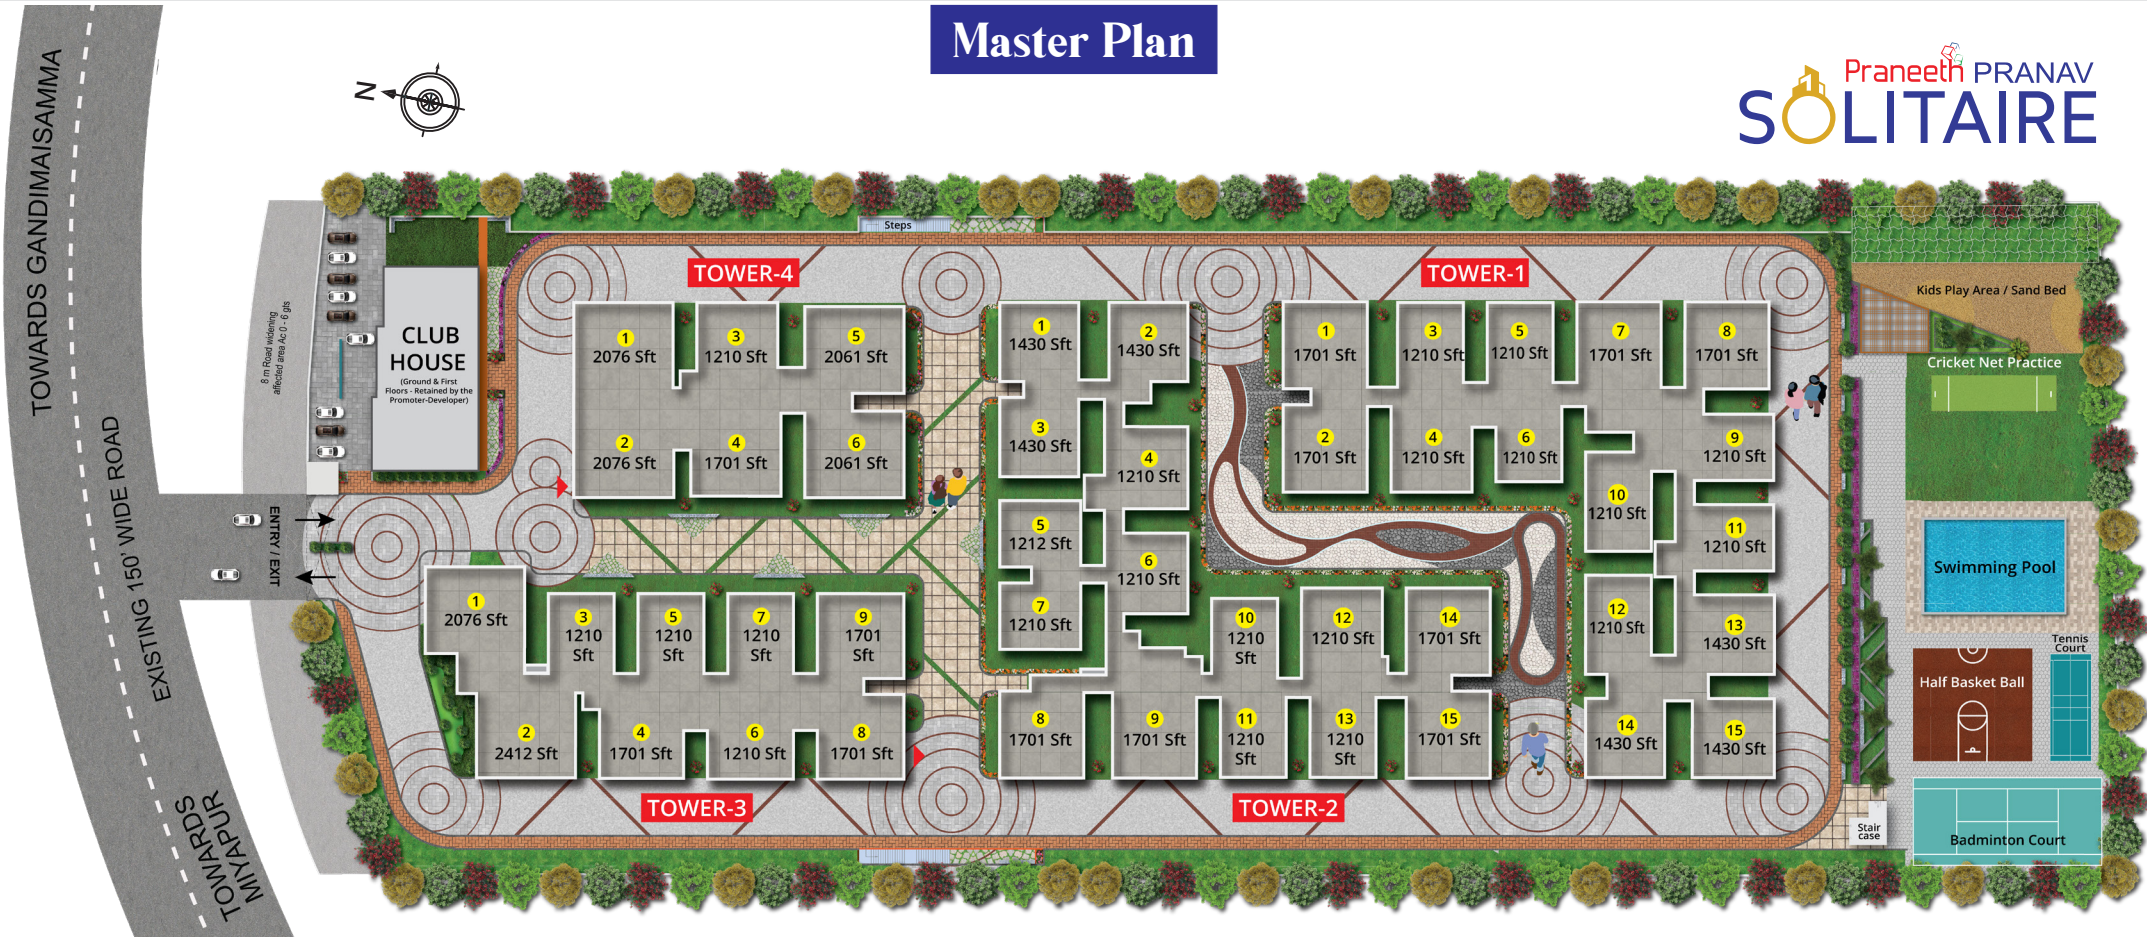 Master Plan
Praneeth PRANAV
SOLITAIRE
N
TOWARDS GANDIMAISAMMA
EXISTING 150' WIDE ROAD
TOWARDS
MIYAPUR
8 m Road widening
affected area Ac 0 - 6 gts
ENTRY / EXIT
CLUB
HOUSE
(Ground & First
Floors - Retained by the
Promoter-Developer)
Steps
TOWER-4
1
2076 Sft
3
1210 Sft
5
2061 Sft
2
2076 Sft
4
1701 Sft
6
2061 Sft
TOWER-1
1
1701 Sft
3
1210 Sft
5
1210 Sft
7
1701 Sft
8
1701 Sft
2
1701 Sft
4
1210 Sft
6
1210 Sft
9
1210 Sft
10
1210 Sft
11
1210 Sft
12
1210 Sft
13
1430 Sft
14
1430 Sft
15
1430 Sft
1
1430 Sft
2
1430 Sft
3
1430 Sft
4
1210 Sft
5
1212 Sft
6
1210 Sft
7
1210 Sft
10
1210
Sft
12
1210 Sft
14
1701 Sft
8
1701 Sft
9
1701 Sft
11
1210
Sft
13
1210
Sft
15
1701 Sft
TOWER-2
1
2076 Sft
3
1210
Sft
5
1210
Sft
7
1210
Sft
9
1701
Sft
2
2412 Sft
4
1701 Sft
6
1210 Sft
8
1701 Sft
TOWER-3
Kids Play Area / Sand Bed
Cricket Net Practice
Swimming Pool
Tennis
Court
Half Basket Ball
Stair
case
Badminton Court